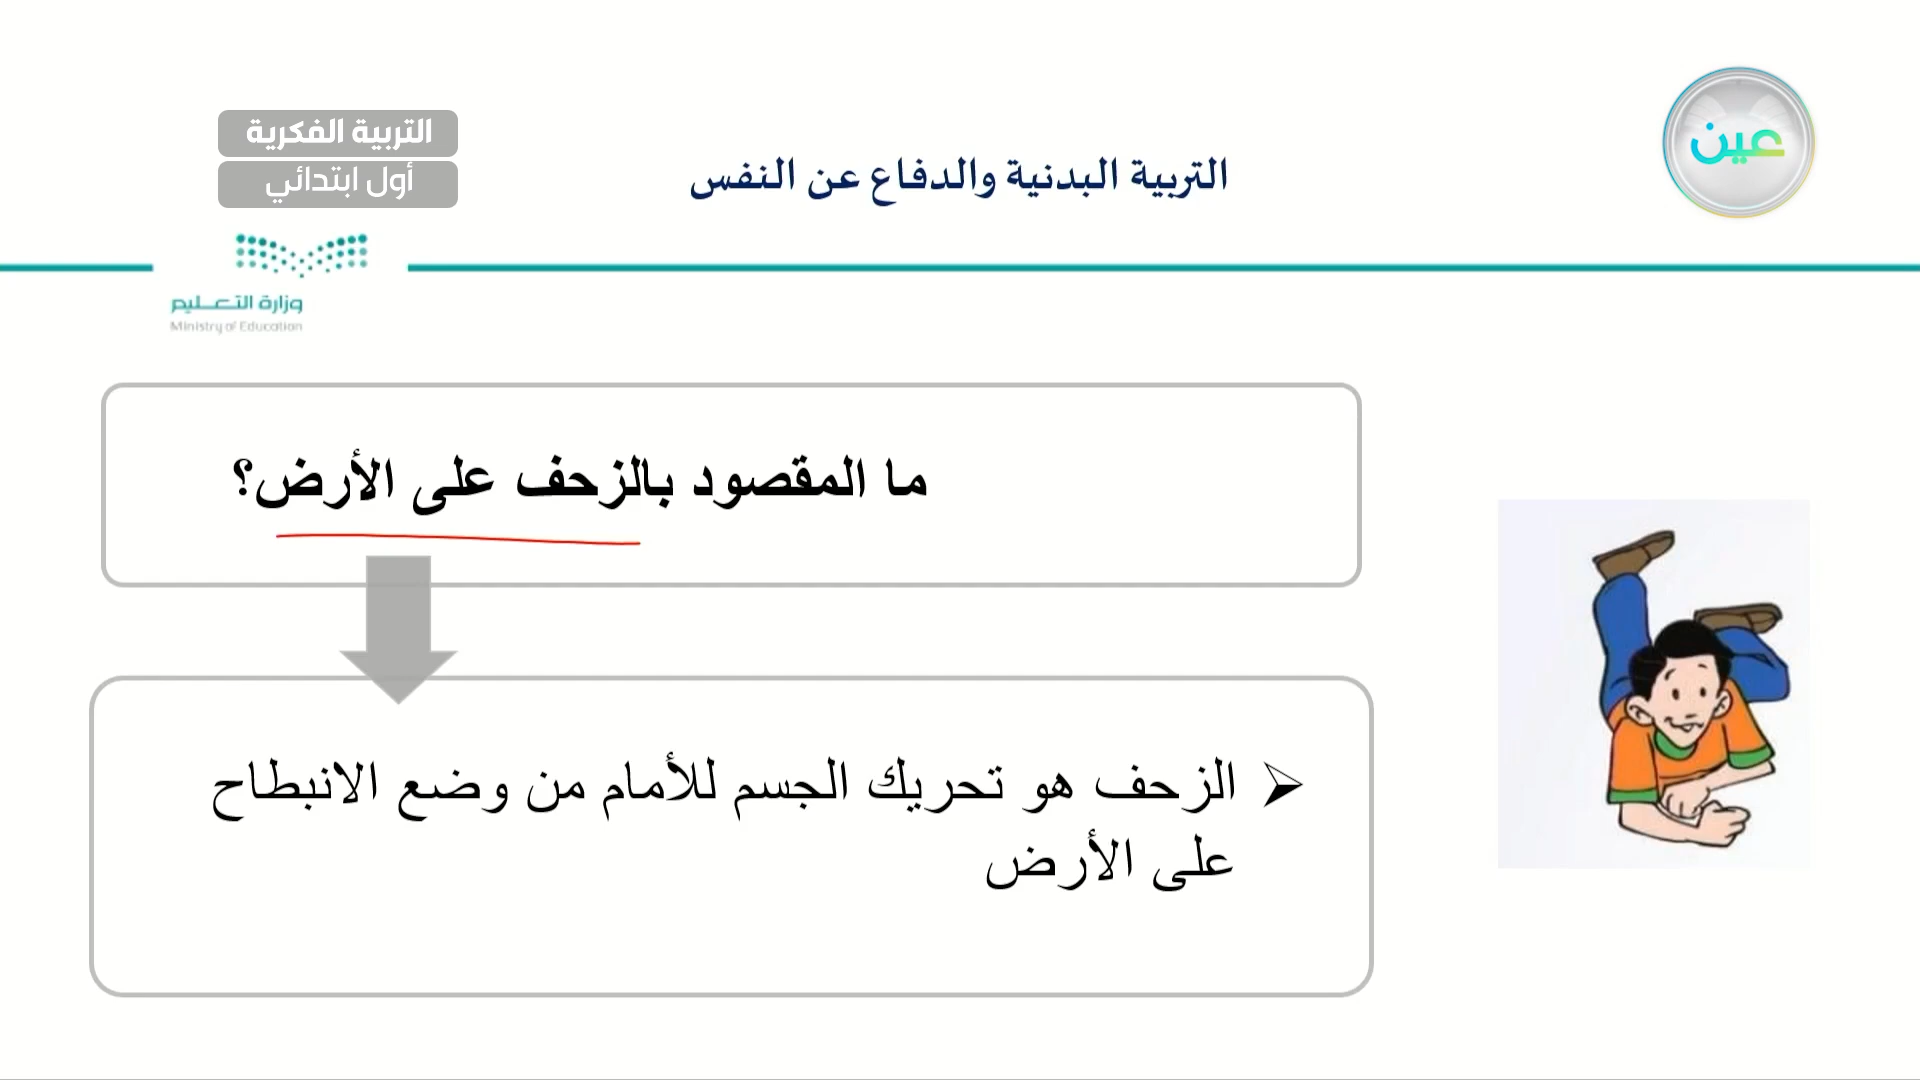 عين
التربية الفكرية
أول ابتدائي
التربية البدنية والدفاع عن النفس
وزارة التعـــليم
Ministry of Education
ما المقصود بالزحف على الأرض؟
الزحف هو تحريك الجسم للأمام من وضع الانبطاح
على الأرض